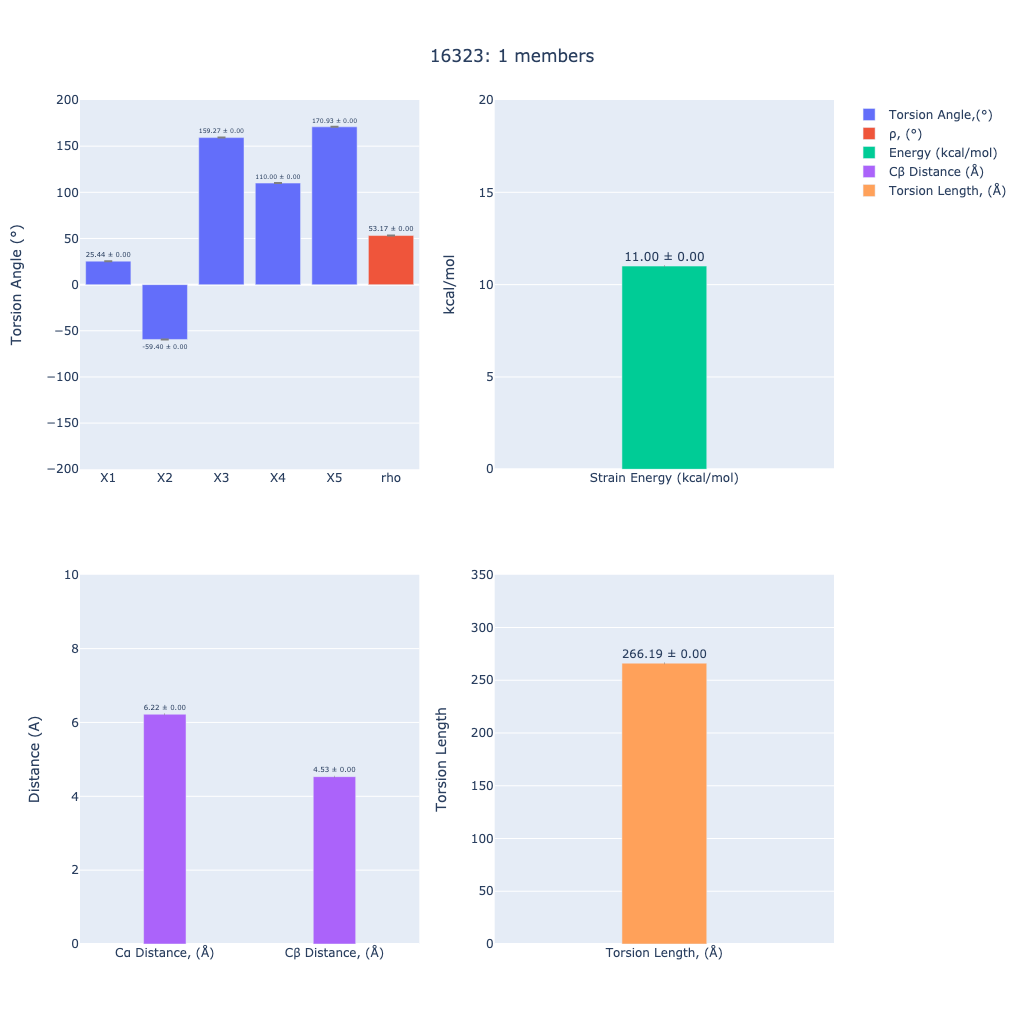 16323: 1 members
Torsion Angle (°)
200
150
100
50
0
−50
−100
−150
−200
25.44 ± 0.00
-59.40 ± 0.00
159.27 ± 0.00
110.00 ± 0.00
170.93 ± 0.00
53.17 ± 0.00
X1 X2 X3 X4 X5 rho
kcal/mol
20
15
10
5
0
11.00 ± 0.00
Strain Energy (kcal/mol)
Torsion Angle,(°)
ρ, (°)
Energy (kcal/mol)
Cβ Distance (Å)
Torsion Length, (Å)
Distance (A)
10
8
6
4
2
0
6.22 ± 0.00
4.53 ± 0.00
Cα Distance, (Å) Cβ Distance, (Å)
Torsion Length
350
300
250
200
150
100
50
0
266.19 ± 0.00
Torsion Length, (Å)